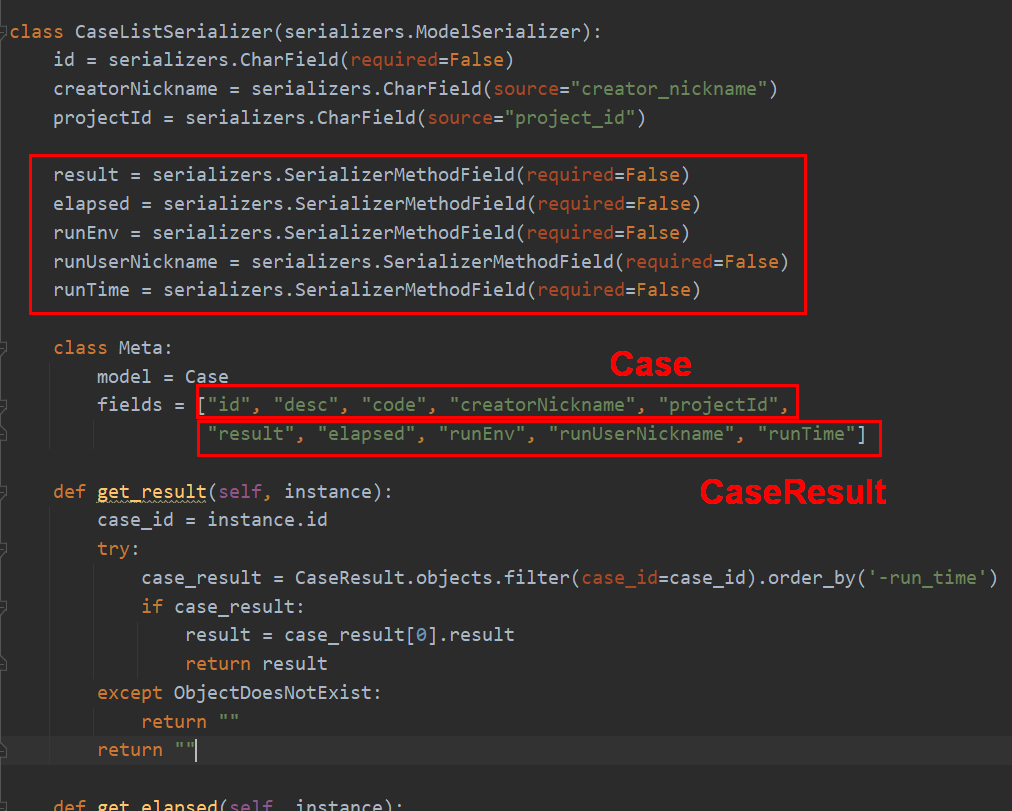 class CaseListSerializer(serializers.ModelSerializer):
id = serializers.CharField(required=False)
creatorNickname = serializers.CharField(source="creator_nickname")
projectId = serializers.CharField(source="project_id")
result = serializers.SerializerMethodField(required=False)
elapsed = serializers.SerializerMethodField(required=False)
runEnv = serializers.SerializerMethodField(required=False)
runUserNickname = serializers.SerializerMethodField(required=False)
runTime = serializers.SerializerMethodField(required=False)
class Meta:
Case
model = Case
fields = ["id", "desc", "code", "creatorNickname", "projectId",
"result", "elapsed", "runEnv", "runUserNickname", "runTime"]
CaseResult
def get_result(self, instance):
case_id = instance.id
try:
case_result = CaseResult.objects.filter(case_id=case_id).order_by('-run_time')
if case_result:
result = case_result[0].result
return result
except ObjectDoesNotExist:
return ""
return ""
def get_elapsed(self, instance):